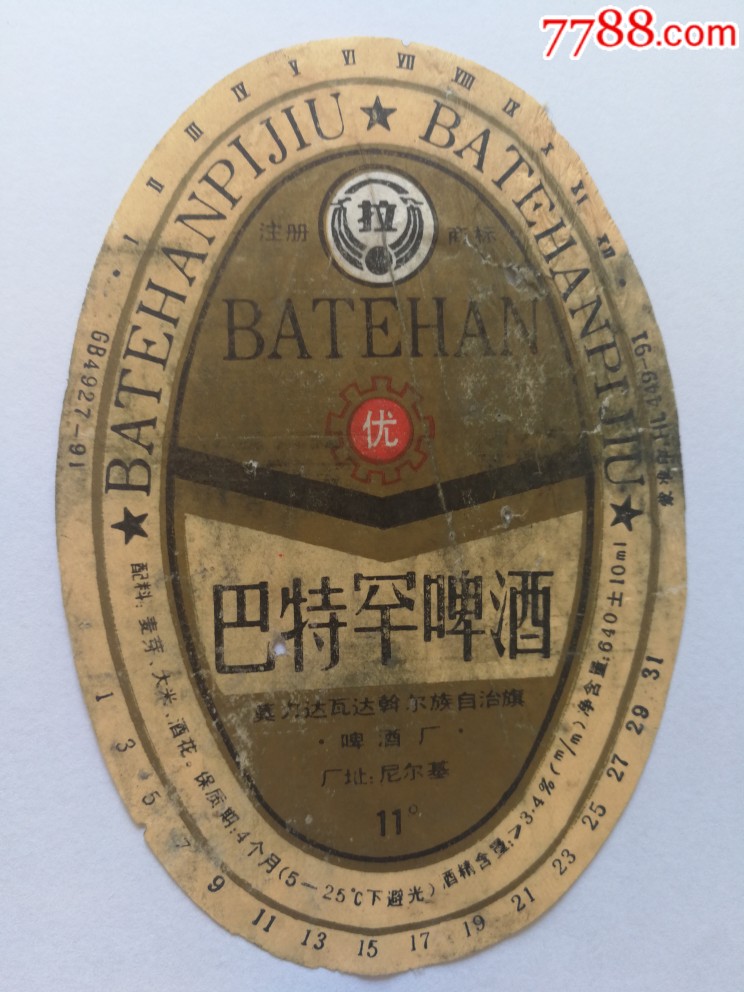 7788.com
I II III IV V VI VII VIII IX X XI XII
BATEHANPIJIU ★ BATEHANPIJIU ★
GB4927-91
注册 拉 商标
BATEHAN
优
巴特罕啤酒
莫力达瓦达斡尔族自治旗
·啤酒厂·
厂址:尼尔基
11°
配料:麦芽、大米、酒花。保质期:4个月(5-25℃下避光)酒精含量:≥3.4%(m/m)净含量:640±10ml
1 3 5 7 9 11 13 15 17 19 21 23 25 27 29 31